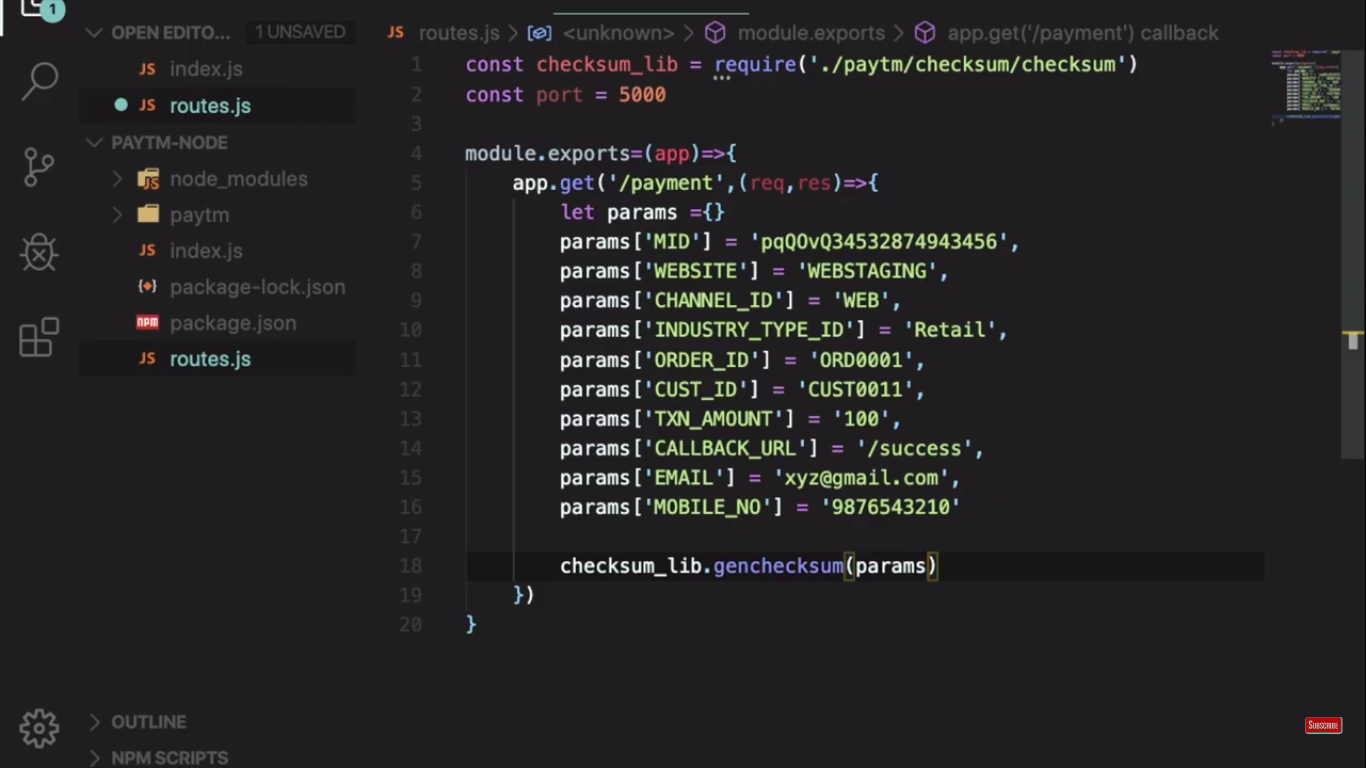 1
OPEN EDITO... 1 UNSAVED
JS index.js
JS routes.js
PAYTM-NODE
JS node_modules
paytm
JS index.js
package-lock.json
npm package.json
JS routes.js
OUTLINE
NPM SCRIPTS
JS routes.js > <unknown> > module.exports > app.get('/payment') callback
1 const checksum_lib = require('./paytm/checksum/checksum')
2 const port = 5000
3
4 module.exports=(app)=>{
5 app.get('/payment',(req,res)=>{
6 let params ={}
7 params['MID'] = 'pqQOvQ34532874943456',
8 params['WEBSITE'] = 'WEBSTAGING',
9 params['CHANNEL_ID'] = 'WEB',
10 params['INDUSTRY_TYPE_ID'] = 'Retail',
11 params['ORDER_ID'] = 'ORD0001',
12 params['CUST_ID'] = 'CUST0011',
13 params['TXN_AMOUNT'] = '100',
14 params['CALLBACK_URL'] = '/success',
15 params['EMAIL'] = 'xyz@gmail.com',
16 params['MOBILE_NO'] = '9876543210'
17
18 checksum_lib.genchecksum(params)
19 })
20 }
SUBSCRIBE